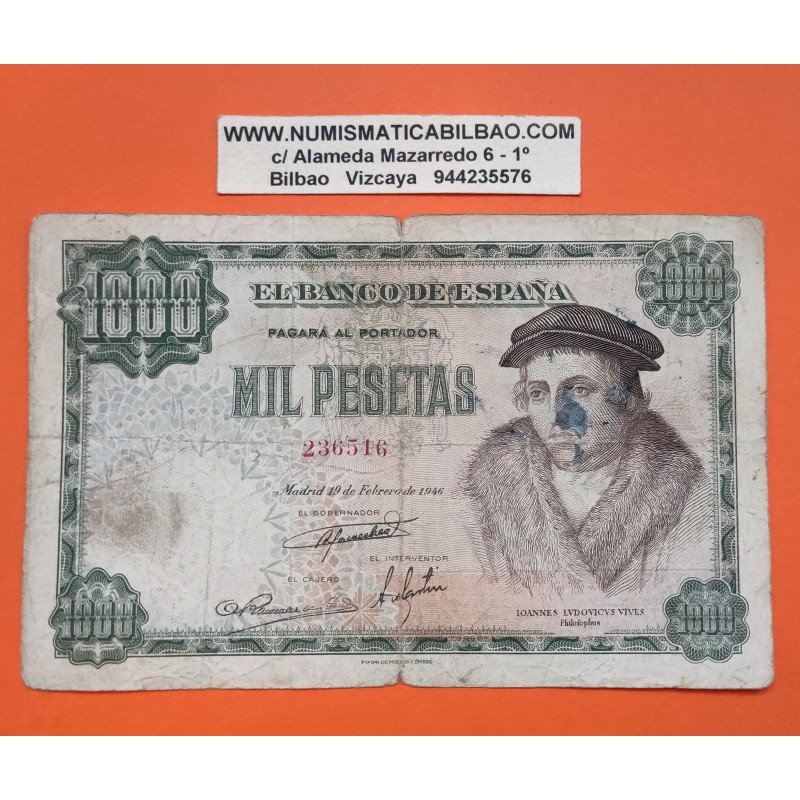 WWW.NUMISMATICABILBAO.COM
c/ Alameda Mazarredo 6 - 1º
Bilbao Vizcaya 944235576
1000
1000
EL BANCO DE ESPAÑA
PAGARÁ AL PORTADOR
MIL PESETAS
236516
Madrid 19 de Febrero de 1946
EL GOBERNADOR
EL INTERVENTOR
EL CAJERO
IOANNES LVDOVICVS VIVES
Philosophus
1000
1000